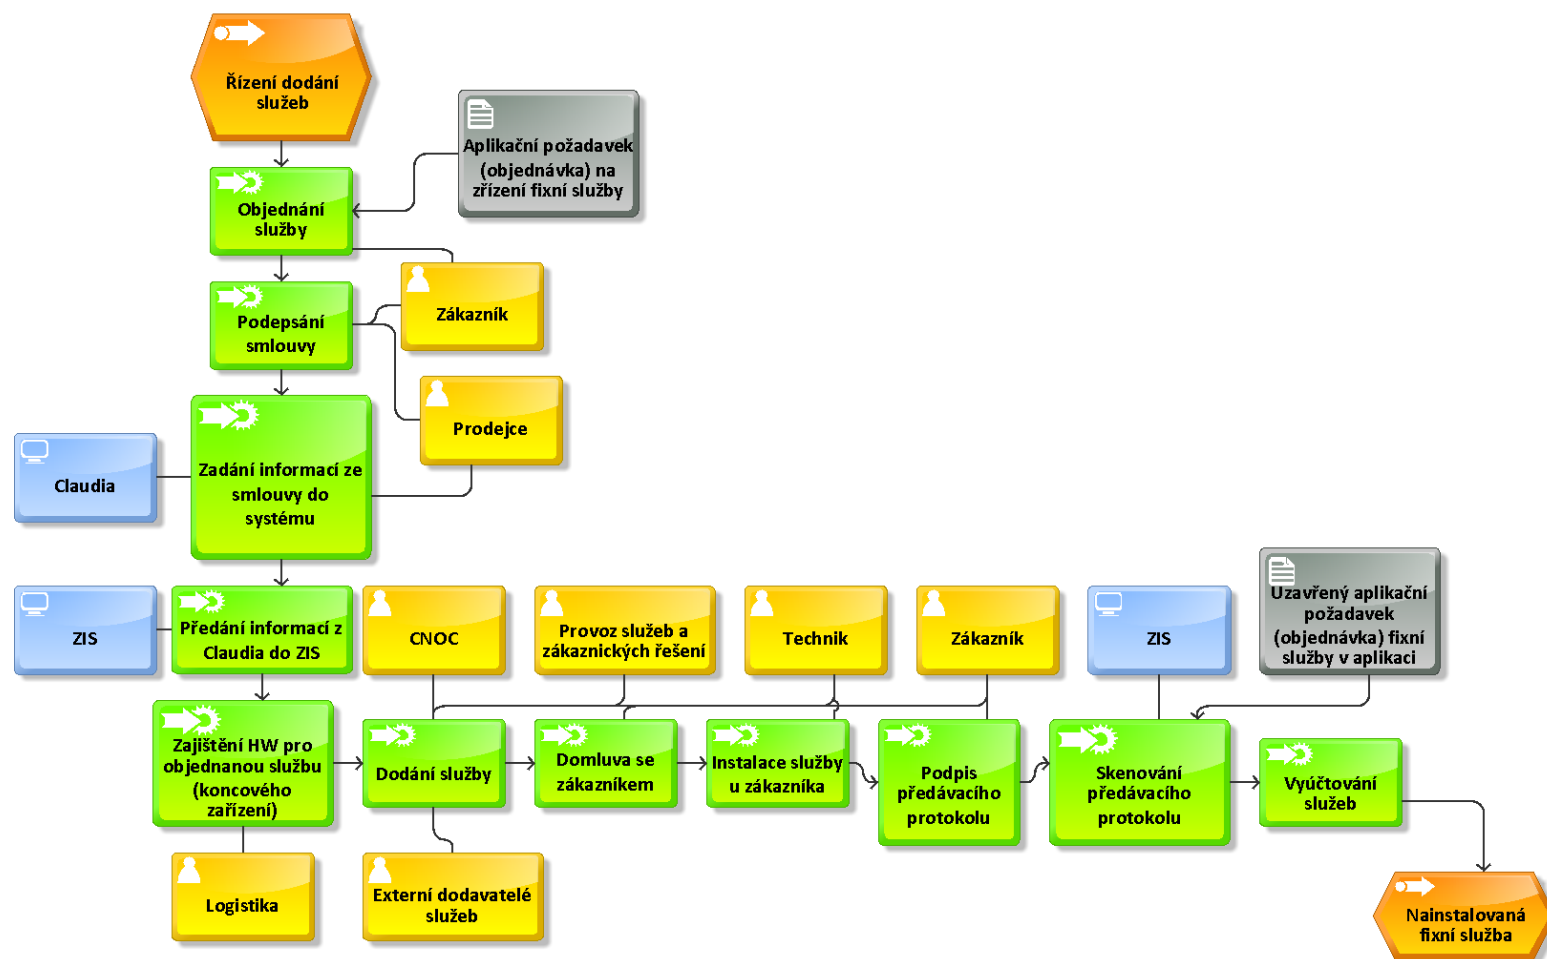 Řízení dodání
služeb
Aplikační požadavek
(objednávka) na
zřízení fixní služby
Objednání
služby
Zákazník
Podepsání
smlouvy
Prodejce
Claudia
Zadání informací ze
smlouvy do
systému
ZIS
Předání informací z
Claudia do ZIS
CNOC
Provoz služeb a
zákaznických řešení
Technik
Zákazník
ZIS
Uzavřený aplikační
požadavek
(objednávka) fixní
služby v aplikaci
Zajištění HW pro
objednanou službu
(koncového
zařízení)
Dodání služby
Domluva se
zákazníkem
Instalace služby
u zákazníka
Podpis
předávacího
protokolu
Skenování
předávacího
protokolu
Vyúčtování
služeb
Logistika
Externí dodavatelé
služeb
Nainstalovaná
fixní služba